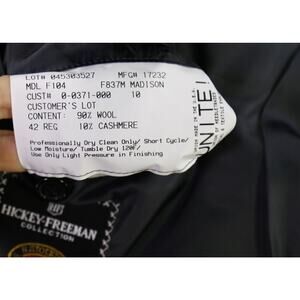 LOT# 045303527 MFG# 17232
MDL F104 F837M MADISON
CUST# 0-0371-000 10
CUSTOMER'S LOT
CONTENT: 90% WOOL
42 REG 10% CASHMERE
Professionally Dry Clean Only/ Short Cycle/
Low Moisture/ Tumble Dry 120F/
Use Only Light Pressure in Finishing
UNITE!
HICKEY-FREEMAN
COLLECTION